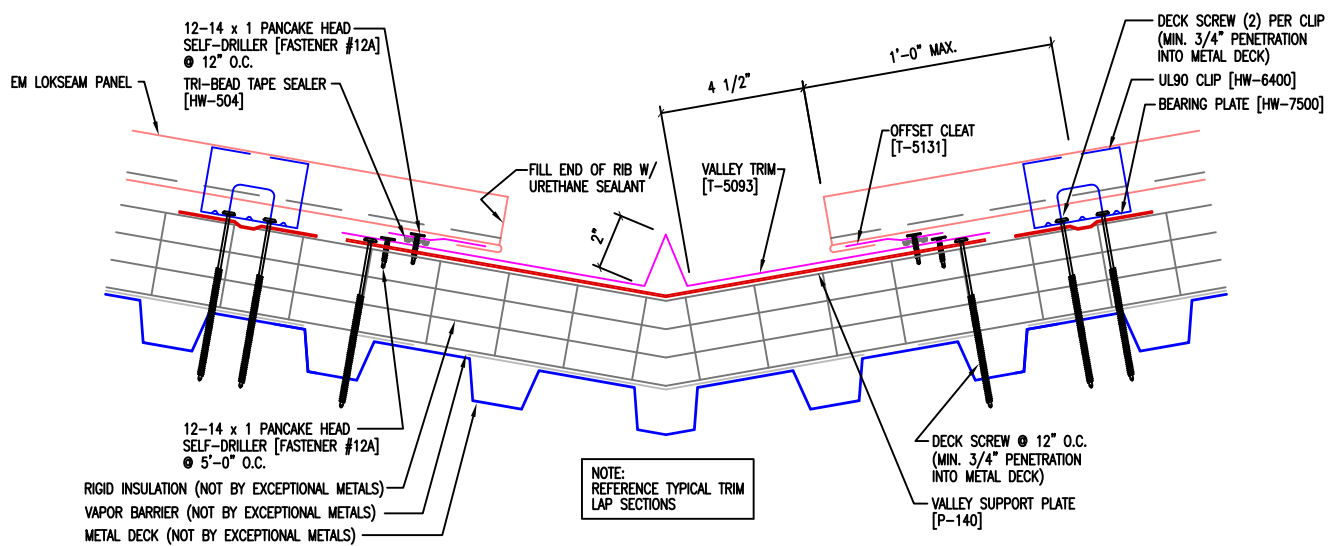 12-14 x 1 PANCAKE HEAD
SELF-DRILLER [FASTENER #12A]
@ 12" O.C.
TRI-BEAD TAPE SEALER
[HW-504]
EM LOKSEAM PANEL
FILL END OF RIB W/
URETHANE SEALANT
2"
4 1/2"
1'-0" MAX.
VALLEY TRIM
[T-5093]
OFFSET CLEAT
[T-5131]
DECK SCREW (2) PER CLIP
(MIN. 3/4" PENETRATION
INTO METAL DECK)
UL90 CLIP [HW-6400]
BEARING PLATE [HW-7500]
12-14 x 1 PANCAKE HEAD
SELF-DRILLER [FASTENER #12A]
@ 5'-0" O.C.
RIGID INSULATION (NOT BY EXCEPTIONAL METALS)
VAPOR BARRIER (NOT BY EXCEPTIONAL METALS)
METAL DECK (NOT BY EXCEPTIONAL METALS)
NOTE:
REFERENCE TYPICAL TRIM
LAP SECTIONS
DECK SCREW @ 12" O.C.
(MIN. 3/4" PENETRATION
INTO METAL DECK)
VALLEY SUPPORT PLATE
[P-140]